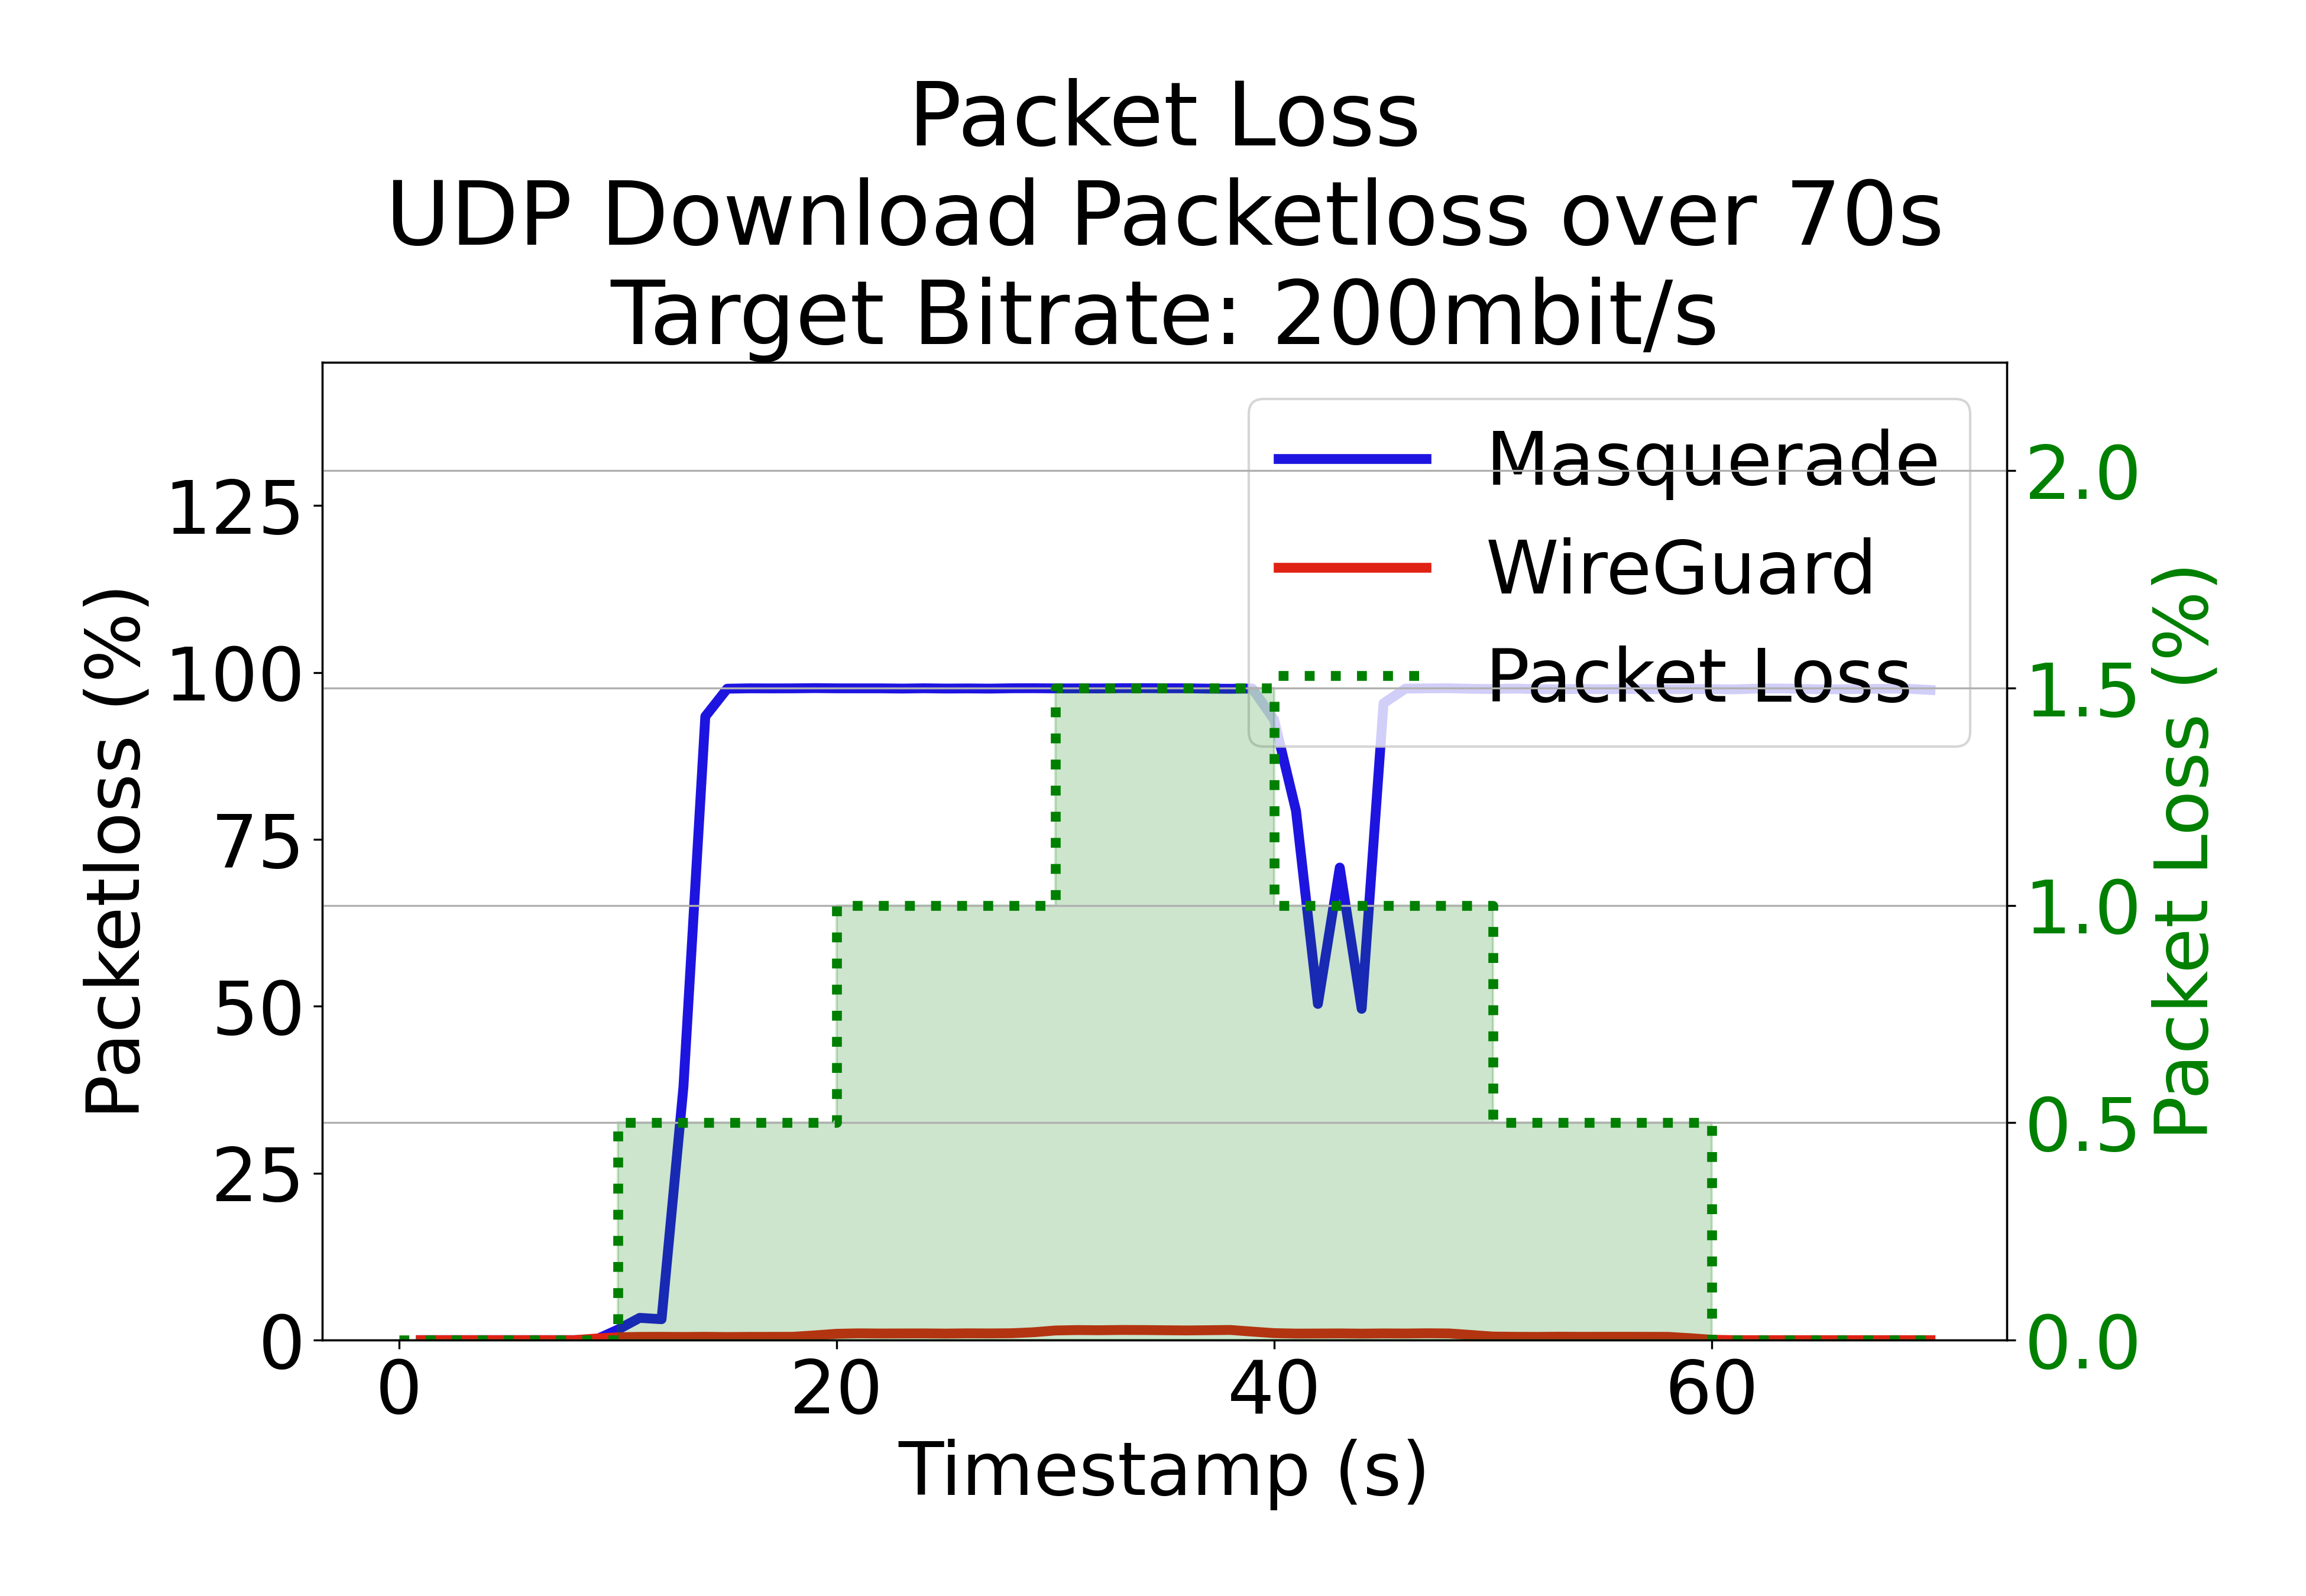 Packet Loss
UDP Download Packetloss over 70s
Target Bitrate: 200mbit/s
Masquerade
WireGuard
Packet Loss
Packetloss (%)
125
100
75
50
25
0
2.0
1.5
1.0
0.5
0.0
Packet Loss (%)
0 20 40 60
Timestamp (s)